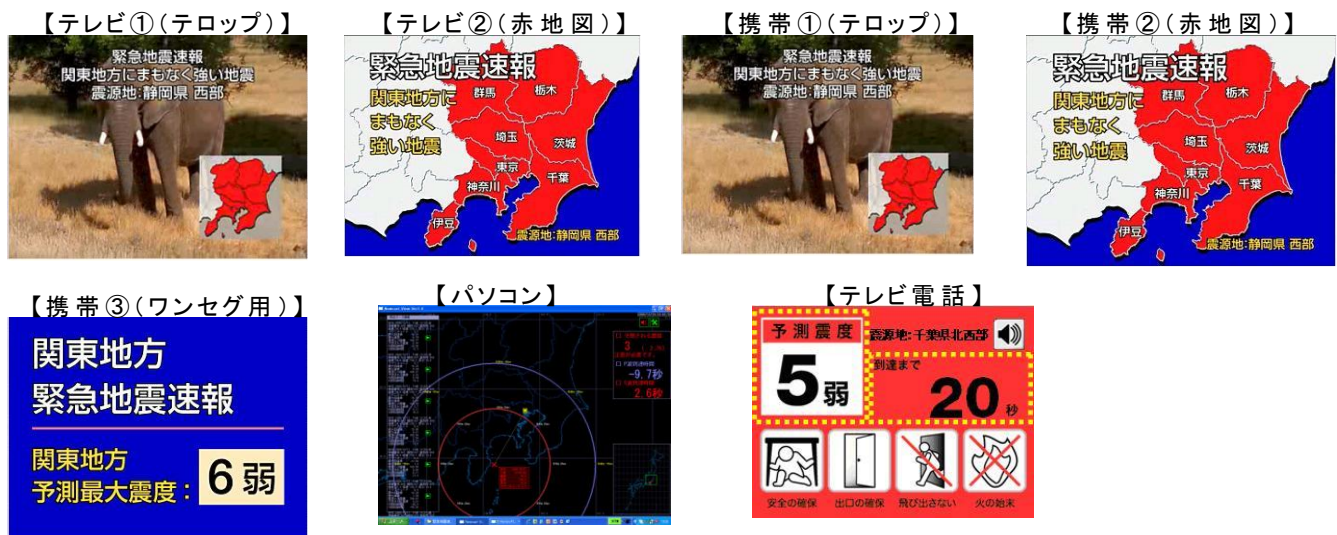 【テレビ①(テロップ)】
緊急地震速報
関東地方にまもなく強い地震
震源地:静岡県 西部
【テレビ②(赤地図)】
緊急地震速報
関東地方に
まもなく
強い地震
群馬
栃木
埼玉
茨城
東京
千葉
神奈川
伊豆
震源地:静岡県 西部
【携帯①(テロップ)】
緊急地震速報
関東地方にまもなく強い地震
震源地:静岡県 西部
【携帯②(赤地図)】
緊急地震速報
関東地方に
まもなく
強い地震
群馬
栃木
埼玉
茨城
東京
千葉
神奈川
伊豆
震源地:静岡県 西部
【携帯③(ワンセグ用)】
関東地方
緊急地震速報
関東地方
予測最大震度:6弱
【パソコン】
3
-9.7秒
2.6秒
【テレビ電話】
予測震度
震源地:千葉県北西部
5弱
到達まで
20秒
安全の確保
出口の確保
飛び出さない
火の始末